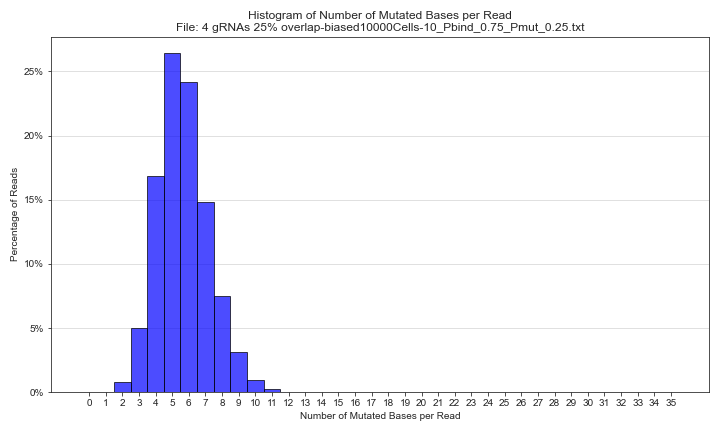 Histogram of Number of Mutated Bases per Read
File: 4 gRNAs 25% overlap-biased10000Cells-10_Pbind_0.75_Pmut_0.25.txt
25%
20%
15%
10%
5%
0%
Percentage of Reads
0 1 2 3 4 5 6 7 8 9 10 11 12 13 14 15 16 17 18 19 20 21 22 23 24 25 26 27 28 29 30 31 32 33 34 35
Number of Mutated Bases per Read